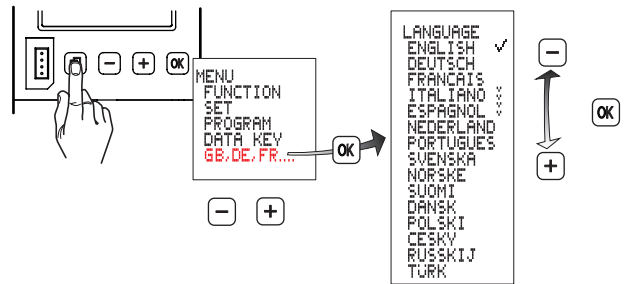 − + OK
MENU
FUNCTION
SET
PROGRAM
DATA KEY
GB,DE,FR....
− +
OK
LANGUAGE
ENGLISH ✓
DEUTSCH
FRANCAIS
ITALIANO
ESPAGNOL
NEDERLAND
PORTUGUES
SVENSKA
NORSKE
SUOMI
DANSK
POLSKI
CESKY
RUSSKIJ
TURK
−
OK
+